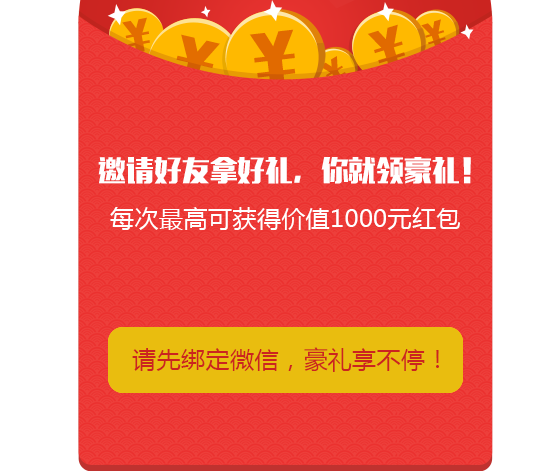 邀请好友拿好礼，你就领豪礼！
每次最高可获得价值1000元红包
请先绑定微信，豪礼享不停！